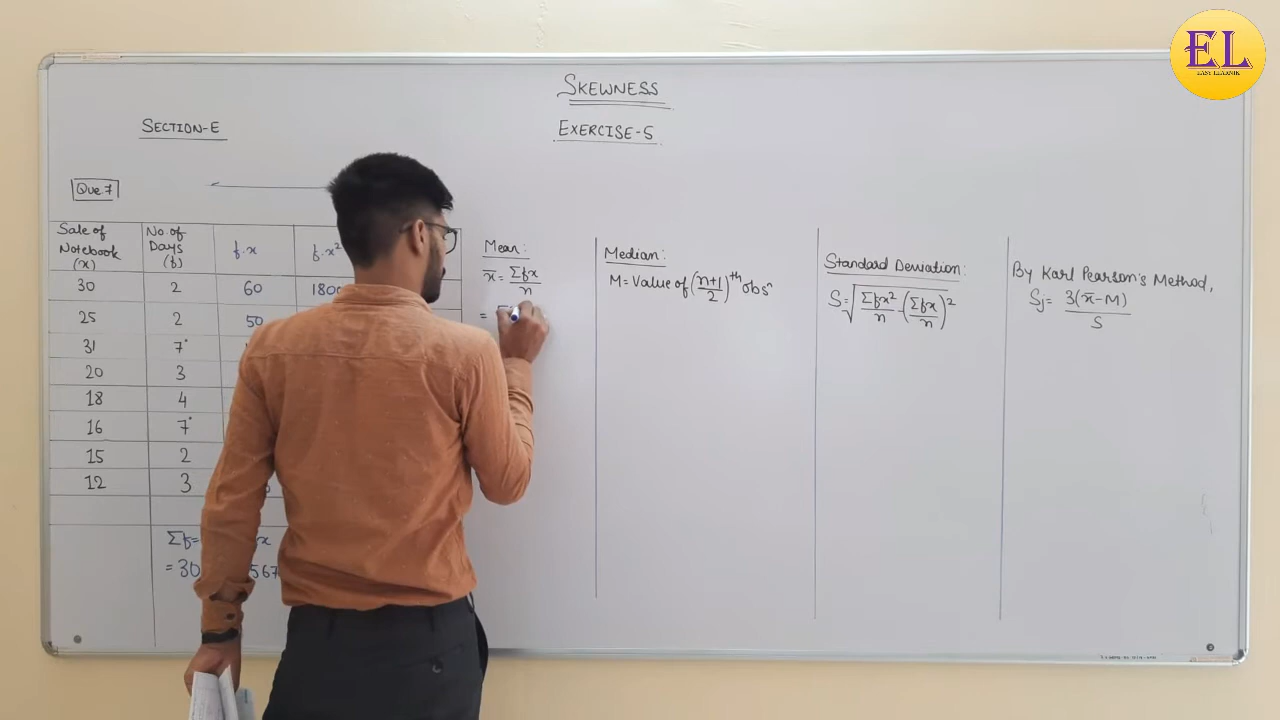 EL
EASY LEARNIK
SKEWNESS
EXERCISE-5
SECTION-E
Que.7
Sale of Notebook (x)
No. of Days (f)
f.x
f.x²
30 2 60 1800
25 2 50
31 7
20 3
18 4
16 7
15 2
12 3
Σf=
= 30 567
Mean:
x̄ = Σfx/n
=
Median:
M = Value of (n+1/2)ᵗʰ obsⁿ
Standard Deviation:
S = √(Σfx²/n - (Σfx/n)²)
By Karl Pearson's Method,
Sⱼ = 3(x̄-M)/S